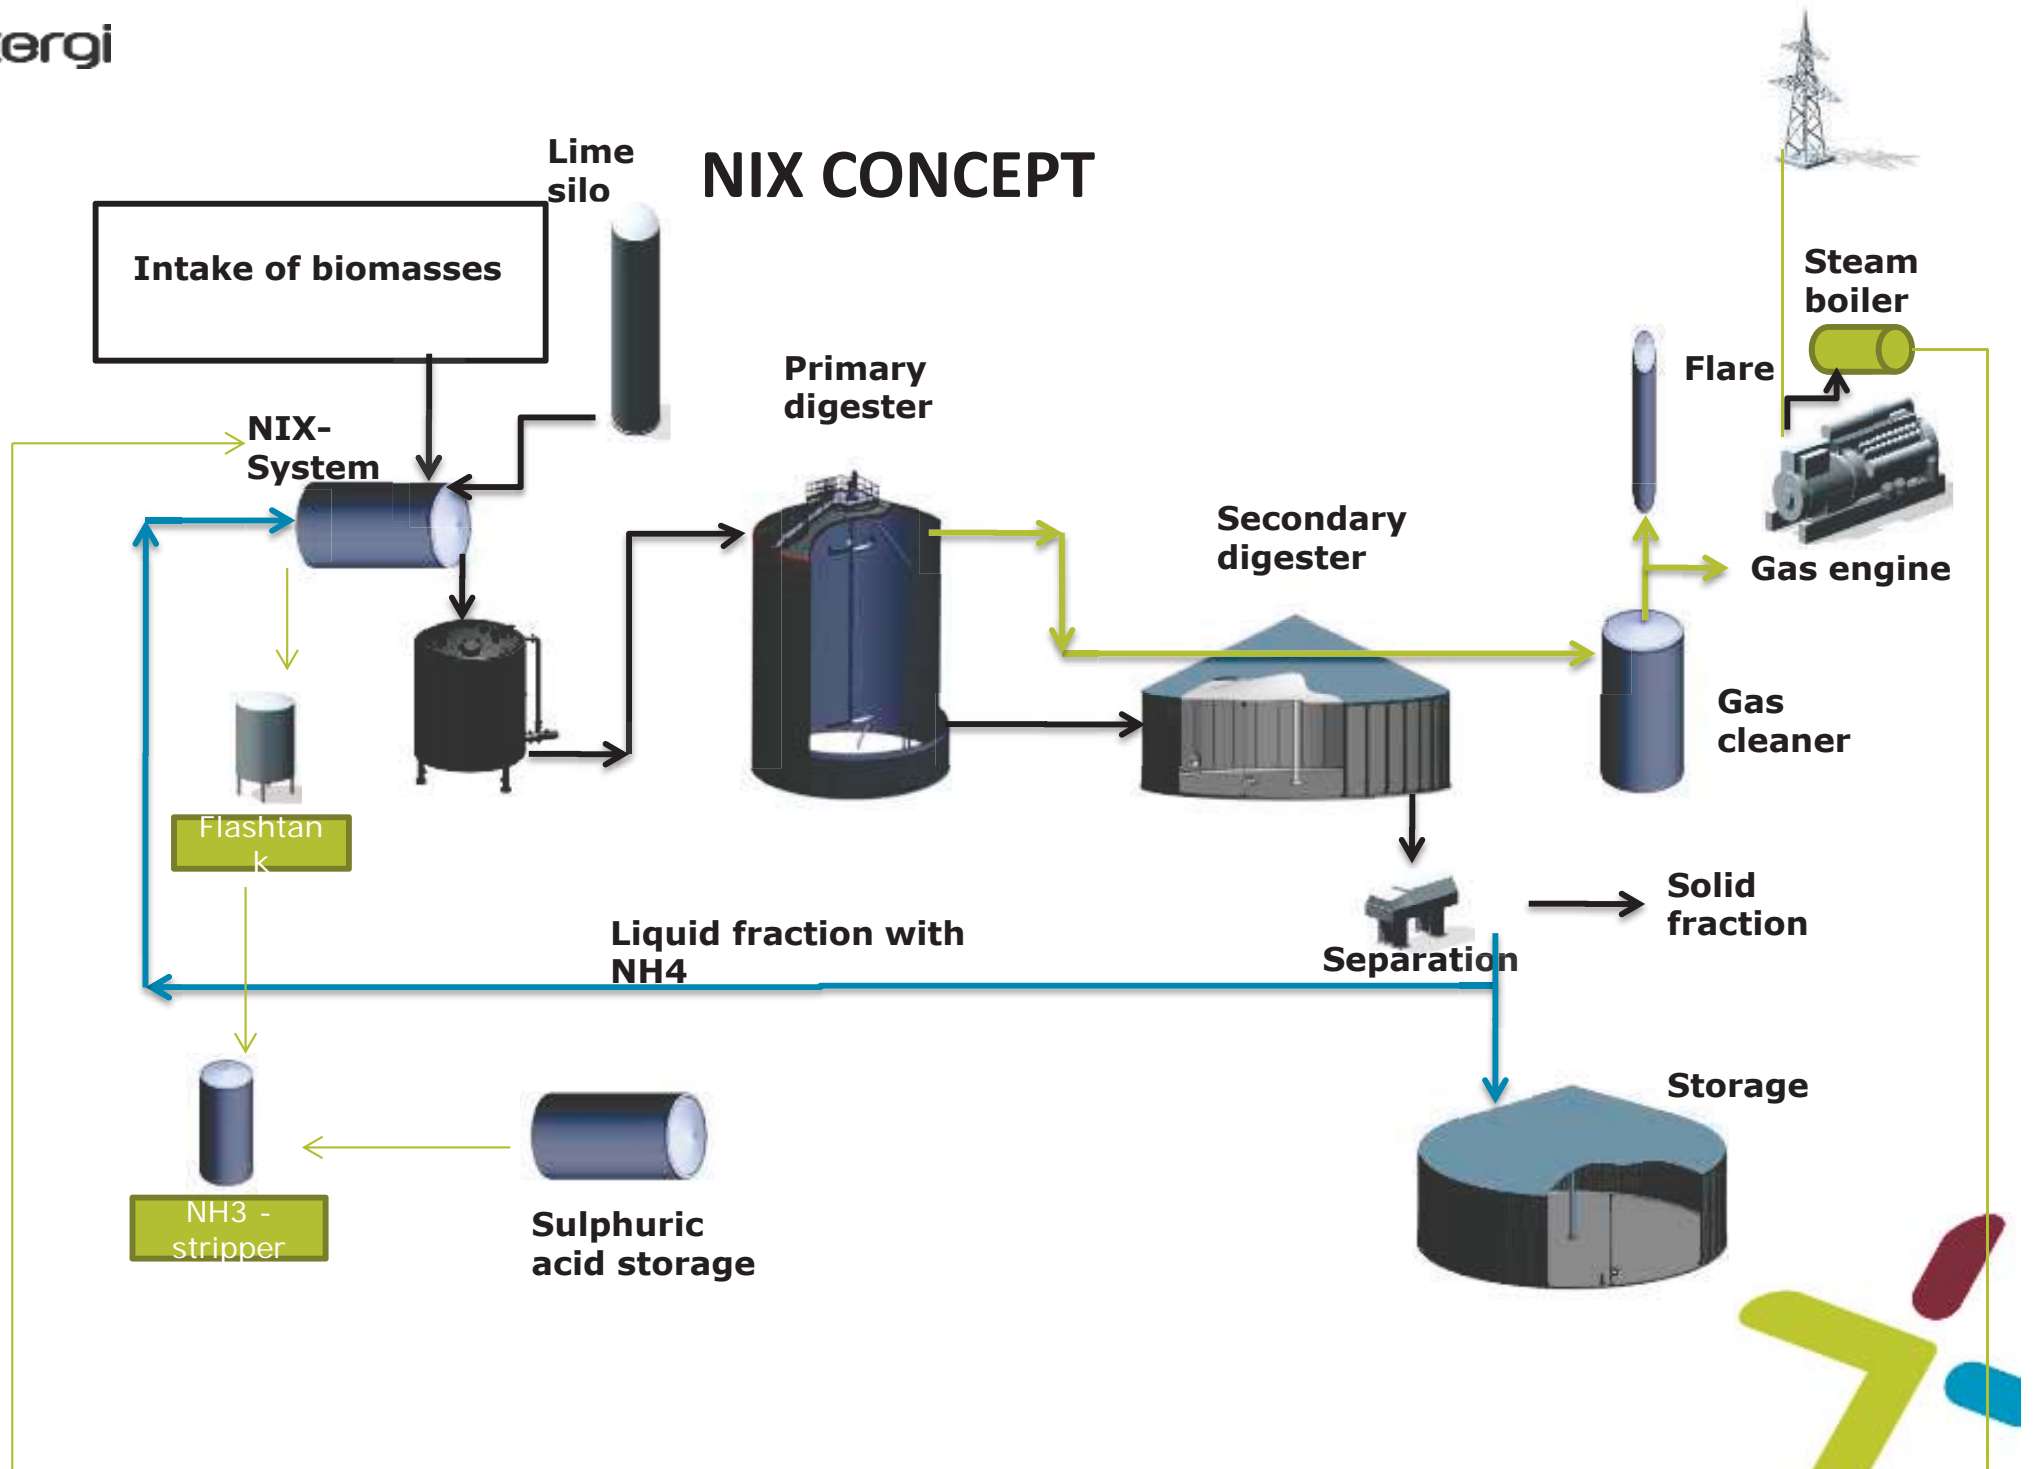 NIX CONCEPT
Lime
silo
Intake of biomasses
Steam
boiler
Primary
digester
Flare
NIX-
System
Secondary
digester
Gas engine
Gas
cleaner
Flashtan
k
Solid
fraction
Liquid fraction with
NH4
Separation
Storage
NH3 -
stripper
Sulphuric
acid storage